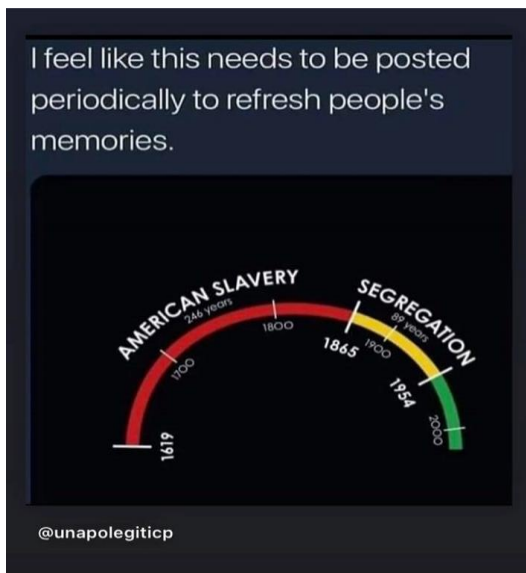 I feel like this needs to be posted
periodically to refresh people's
memories.
AMERICAN SLAVERY
246 years
SEGREGATION
89 years
1619
1700
1800
1865
1900
1954
2000
@unapolegiticp